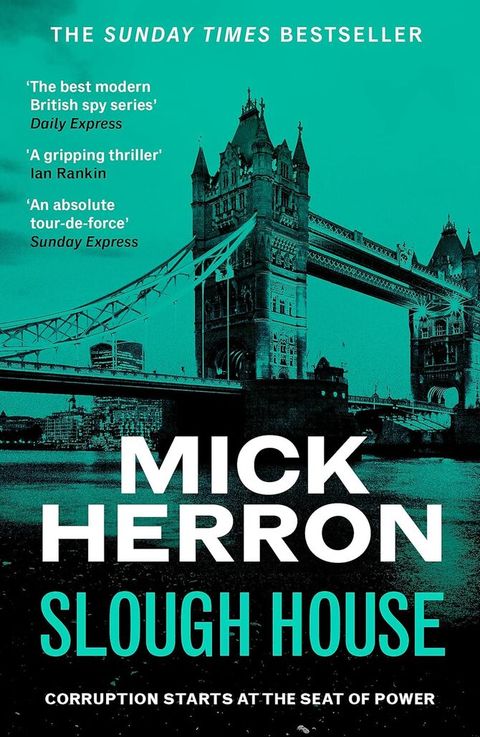 THE SUNDAY TIMES BESTSELLER
‘The best modern
British spy series’
Daily Express
‘A gripping thriller’
Ian Rankin
‘An absolute
tour-de-force’
Sunday Express
MICK
HERRON
SLOUGH HOUSE
CORRUPTION STARTS AT THE SEAT OF POWER